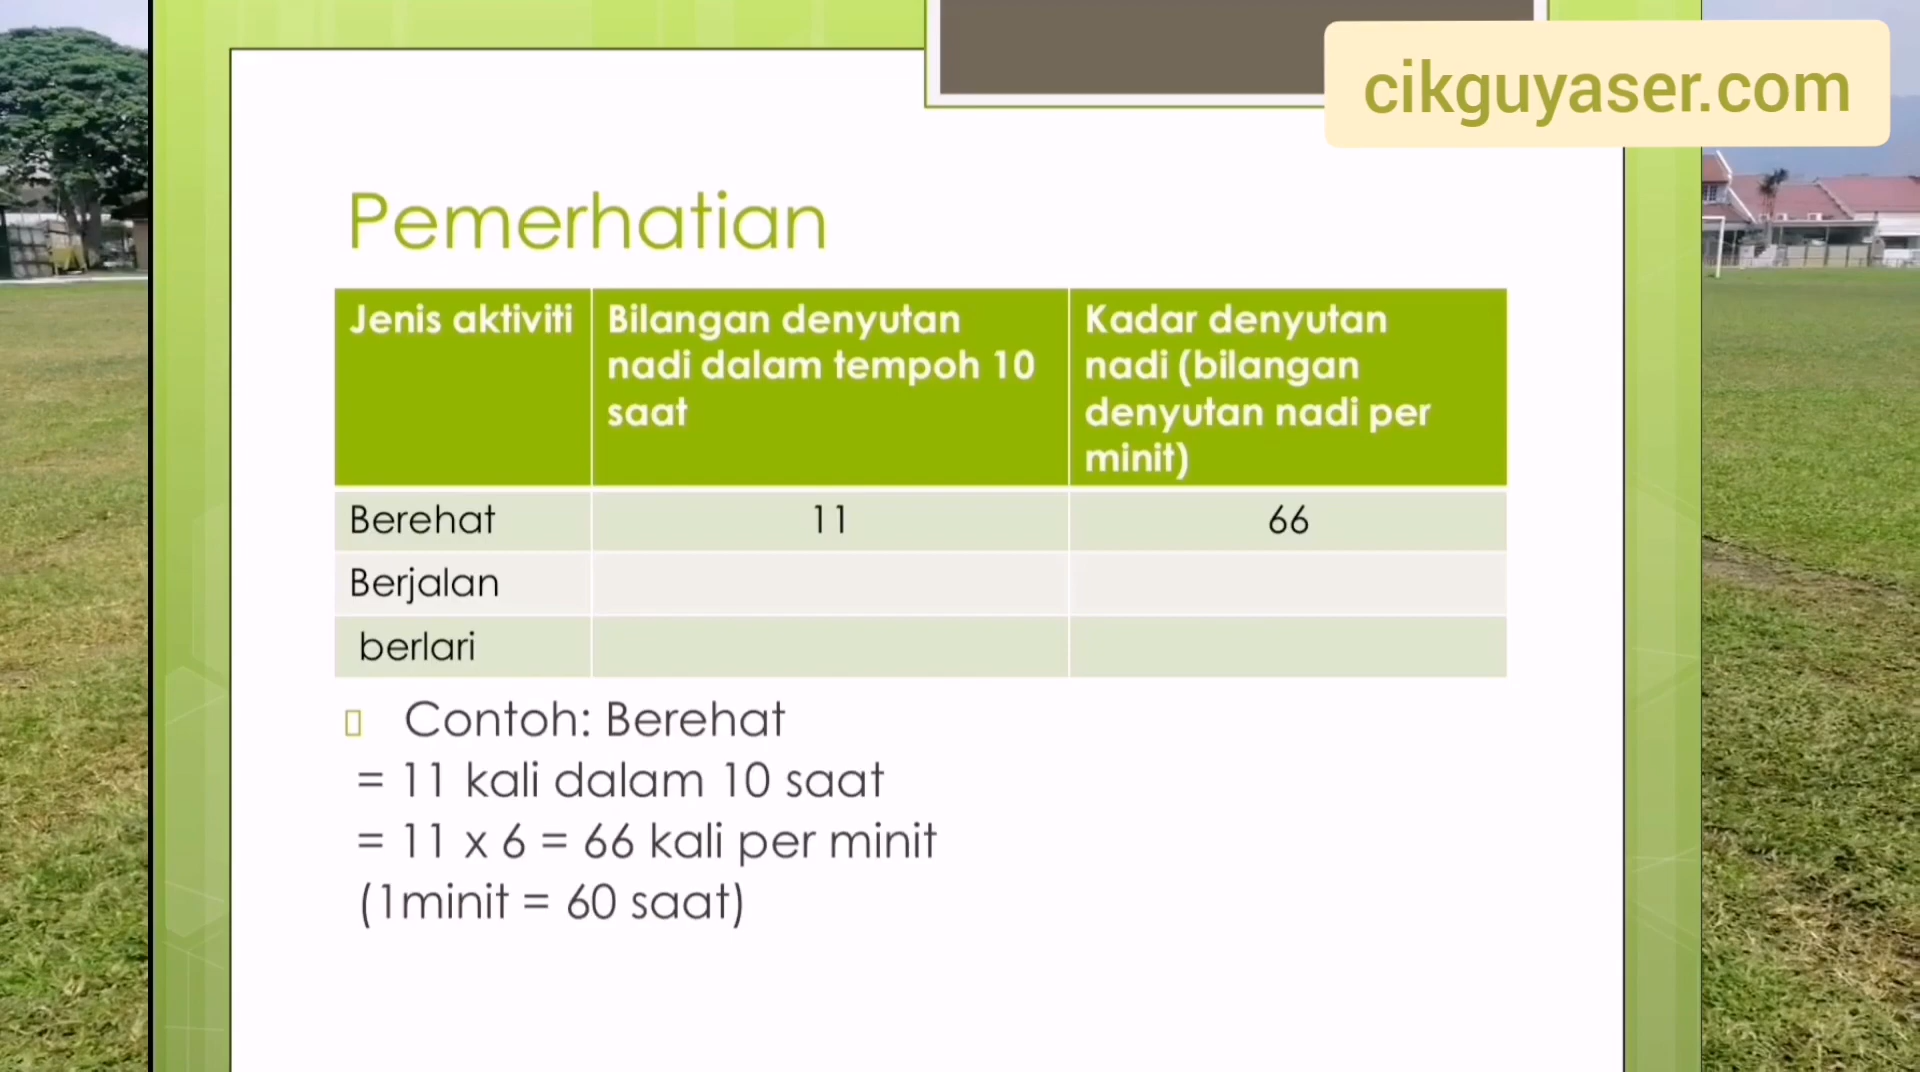 cikguyaser.com
Pemerhatian
Jenis aktiviti
Bilangan denyutan
nadi dalam tempoh 10
saat
Kadar denyutan
nadi (bilangan
denyutan nadi per
minit)
Berehat 11 66
Berjalan
berlari
Contoh: Berehat
= 11 kali dalam 10 saat
= 11 x 6 = 66 kali per minit
(1minit = 60 saat)